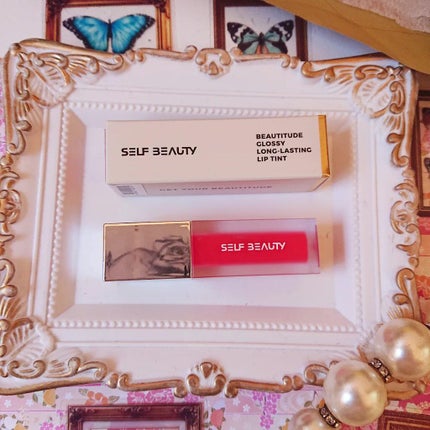 SELF BEAUTY
BEAUTITUDE
GLOSSY
LONG-LASTING
LIP TINT
GET YOUR BEAUTITUDE
SELF BEAUTY